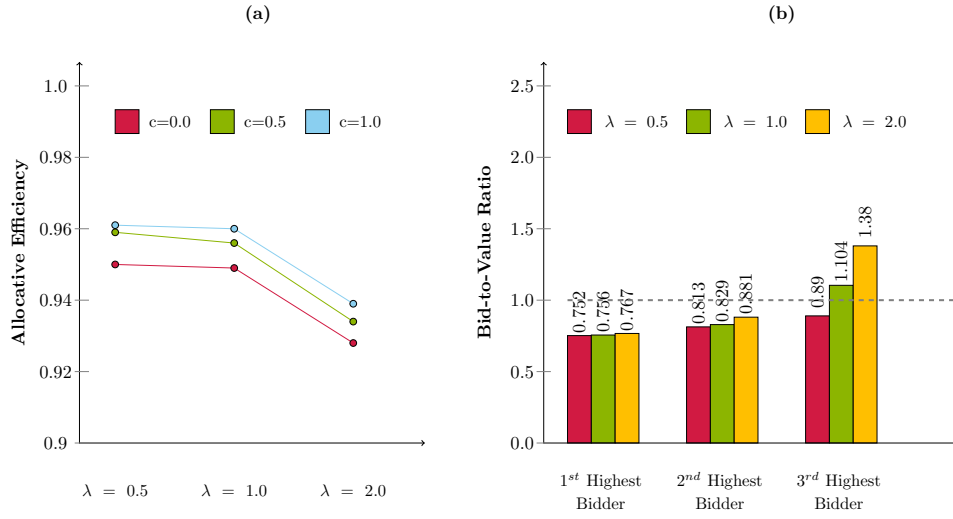 (a)
Allocative Efficiency
1.0
0.98
0.96
0.94
0.92
0.9
c=0.0
c=0.5
c=1.0
λ = 0.5
λ = 1.0
λ = 2.0
(b)
Bid-to-Value Ratio
2.5
2.0
1.5
1.0
0.5
0.0
λ = 0.5
λ = 1.0
λ = 2.0
0.752
0.756
0.767
0.813
0.829
0.881
0.89
1.104
1.38
1st Highest
Bidder
2nd Highest
Bidder
3rd Highest
Bidder